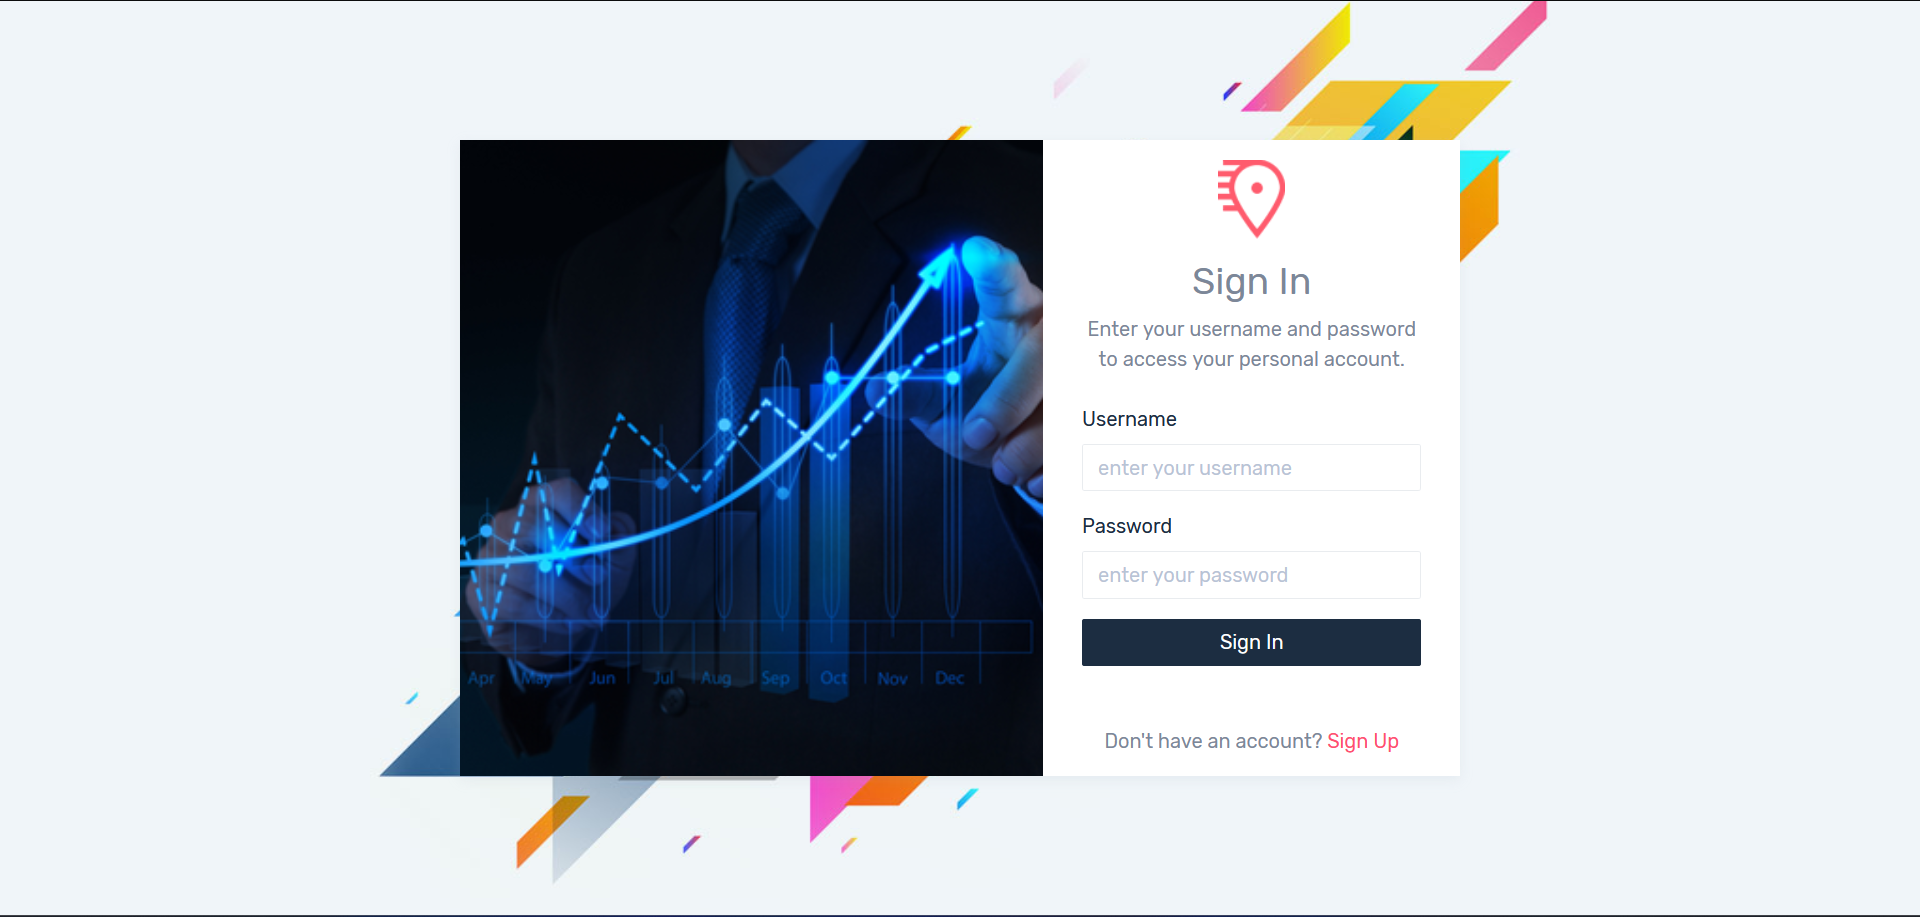 Sign In
Enter your username and password
to access your personal account.
Username
enter your username
Password
enter your password
Sign In
Don't have an account? Sign Up
Apr May Jun Jul Aug Sep Oct Nov Dec